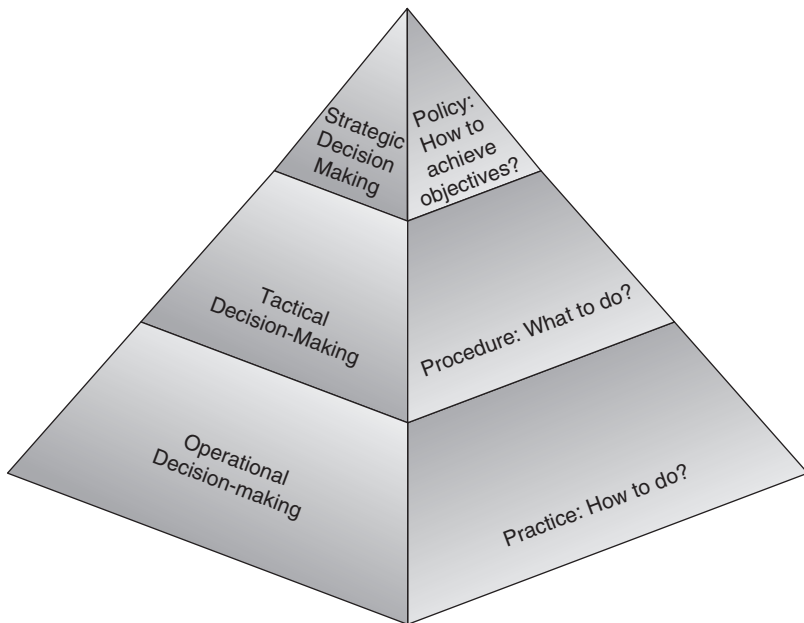 Strategic
Decision
Making
Policy:
How to
achieve
objectives?
Tactical
Decision-Making
Procedure: What to do?
Operational
Decision-making
Practice: How to do?